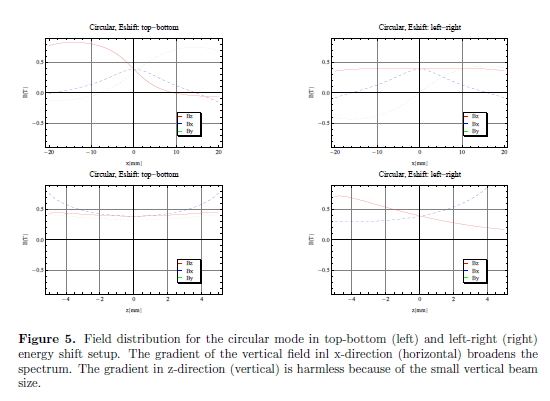 Circular, Eshift: top−bottom
Circular, Eshift: left−right
B[T]
0.5
0.0
−0.5
−20
−10
0
10
20
x[mm]
Bz
Bx
By
B[T]
0.5
0.0
−0.5
−20
−10
0
10
20
x[mm]
Bz
Bx
By
Circular, Eshift: top−bottom
Circular, Eshift: left−right
B[T]
0.5
0.0
−0.5
−4
−2
0
2
4
z[mm]
Bz
Bx
By
B[T]
0.5
0.0
−0.5
−4
−2
0
2
4
z[mm]
Bz
Bx
By
Figure 5. Field distribution for the circular mode in top-bottom (left) and left-right (right)
energy shift setup. The gradient of the vertical field inl x-direction (horizontal) broadens the
spectrum. The gradient in z-direction (vertical) is harmless because of the small vertical beam
size.